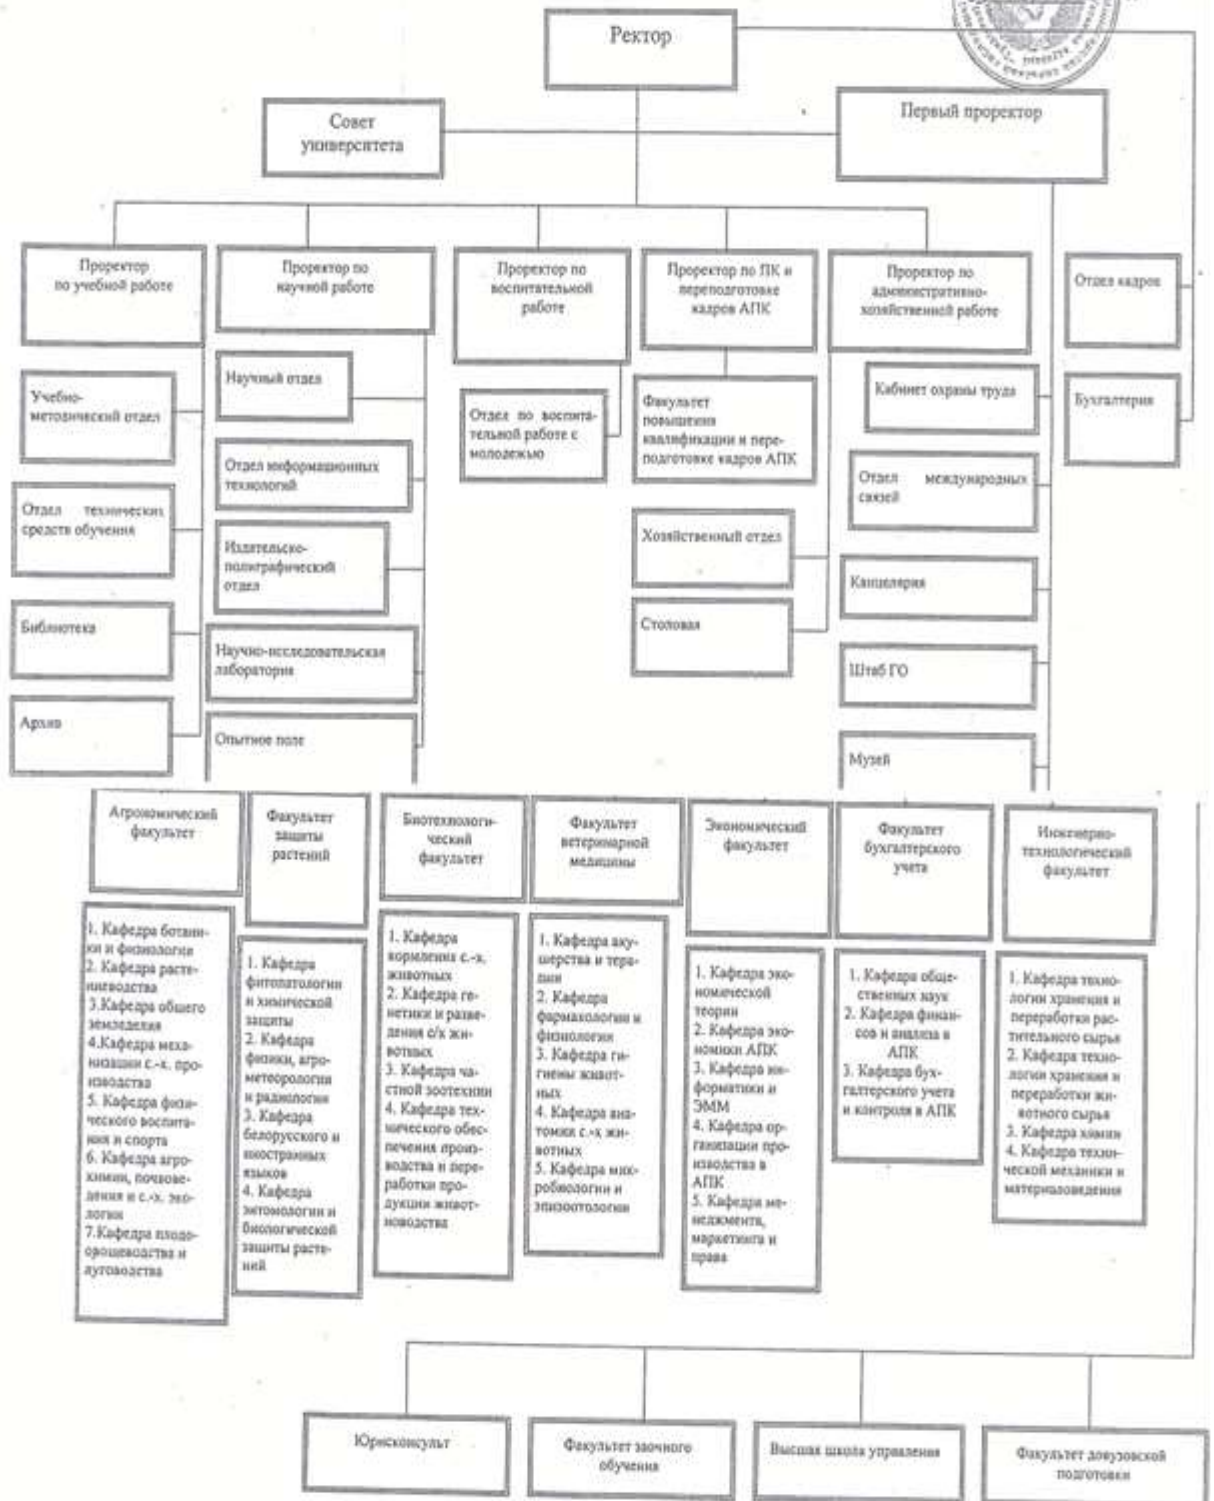 Ректор
Совет
университета
Первый проректор
Проректор
по учебной работе
Проректор по
научной работе
Проректор по
воспитательной
работе
Проректор по ПК и
переподготовке
кадров АПК
Проректор по
административно-
хозяйственной работе
Отдел кадров
Бухгалтерия
Учебно-
методический отдел
Отдел технических
средств обучения
Библиотека
Архив
Научный отдел
Отдел информационных
технологий
Издательско-
полиграфический
отдел
Научно-исследовательская
лаборатория
Опытное поле
Отдел по воспита-
тельной работе с
молодежью
Факультет
повышения
квалификации и пере-
подготовке кадров АПК
Хозяйственный отдел
Столовая
Кабинет охраны труда
Отдел международных
связей
Канцелярия
Штаб ГО
Музей
Агрономический
факультет
1. Кафедра ботани-
ки и физиологии
2. Кафедра расте-
ниеводства
3.Кафедра общего
земледелия
4.Кафедра меха-
низации с.-х. про-
изводства
5. Кафедра физи-
ческого воспита-
ния и спорта
6. Кафедра агро-
химии, почвове-
дения и с.-х. эко-
логии
7.Кафедра плодо-
овощеводства и
луговодства
Факультет
защиты
растений
1. Кафедра
фитопатологии
и химической
защиты
2. Кафедра
физики, агро-
метеорологии
и радиологии
3. Кафедра
белорусского и
иностранных
языков
4. Кафедра
энтомологии и
биологической
защиты расте-
ний
Биотехнологи-
ческий
факультет
1. Кафедра
кормления с.-х.
животных
2. Кафедра ге-
нетики и разве-
дения с/х жи-
вотных
3. Кафедра ча-
стной зоотехнии
4. Кафедра тех-
нического обес-
печения произ-
водства и пере-
работки про-
дукции живот-
новодства
Факультет
ветеринарной
медицины
1. Кафедра аку-
шерства и тера-
пии
2. Кафедра
фармакологии и
физиологии
3. Кафедра ги-
гиены живот-
ных
4. Кафедра ана-
томии с.-х жи-
вотных
5. Кафедра мик-
робиологии и
эпизоотологии
Экономический
факультет
1. Кафедра эко-
номической
теории
2. Кафедра эко-
номики АПК
3. Кафедра ин-
форматики и
ЭММ
4. Кафедра ор-
ганизации про-
изводства в
АПК
5. Кафедра ме-
неджмента,
маркетинга и
права
Факультет
бухгалтерского
учета
1. Кафедра обще-
ственных наук
2. Кафедра финан-
сов и анализа в
АПК
3. Кафедра бух-
галтерского учета
и контроля в АПК
Инженерно-
технологический
факультет
1. Кафедра техно-
логии хранения и
переработки рас-
тительного сырья
2. Кафедра техно-
логии хранения и
переработки жи-
вотного сырья
3. Кафедра химии
4. Кафедра техни-
ческой механики и
материаловедения
Юрисконсульт
Факультет заочного
обучения
Высшая школа управления
Факультет довузовской
подготовки